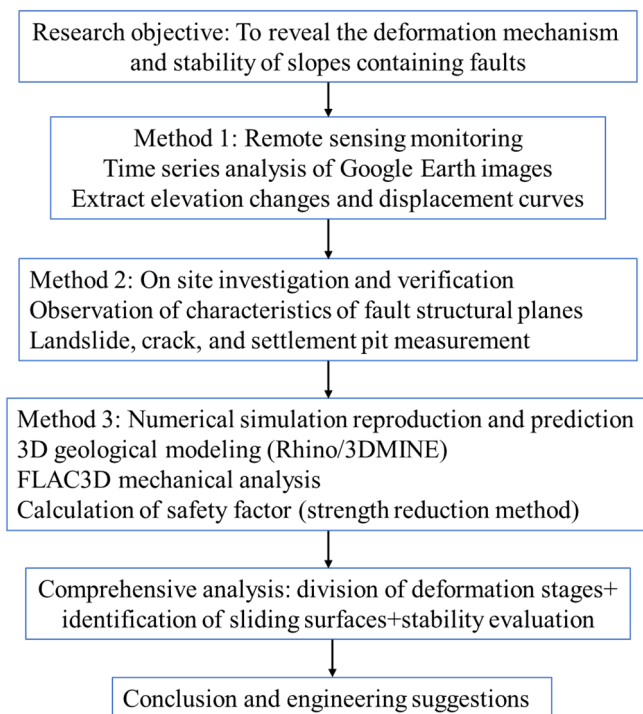 Research objective: To reveal the deformation mechanism
and stability of slopes containing faults
Method 1: Remote sensing monitoring
Time series analysis of Google Earth images
Extract elevation changes and displacement curves
Method 2: On site investigation and verification
Observation of characteristics of fault structural planes
Landslide, crack, and settlement pit measurement
Method 3: Numerical simulation reproduction and prediction
3D geological modeling (Rhino/3DMINE)
FLAC3D mechanical analysis
Calculation of safety factor (strength reduction method)
Comprehensive analysis: division of deformation stages+
identification of sliding surfaces+stability evaluation
Conclusion and engineering suggestions